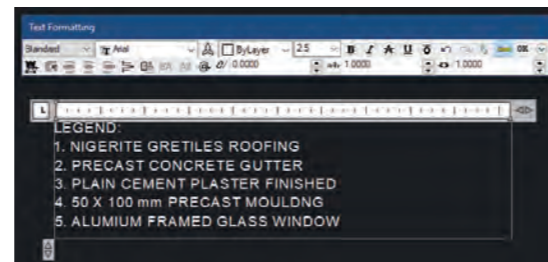 Text Formatting
Standard Arial ByLayer 2.5 B I A U O OK
@ 0/ 0.0000 a-b 1.0000 1.0000
L
LEGEND:
1. NIGERITE GRETILES ROOFING
2. PRECAST CONCRETE GUTTER
3. PLAIN CEMENT PLASTER FINISHED
4. 50 X 100 mm PRECAST MOULDNG
5. ALUMIUM FRAMED GLASS WINDOW